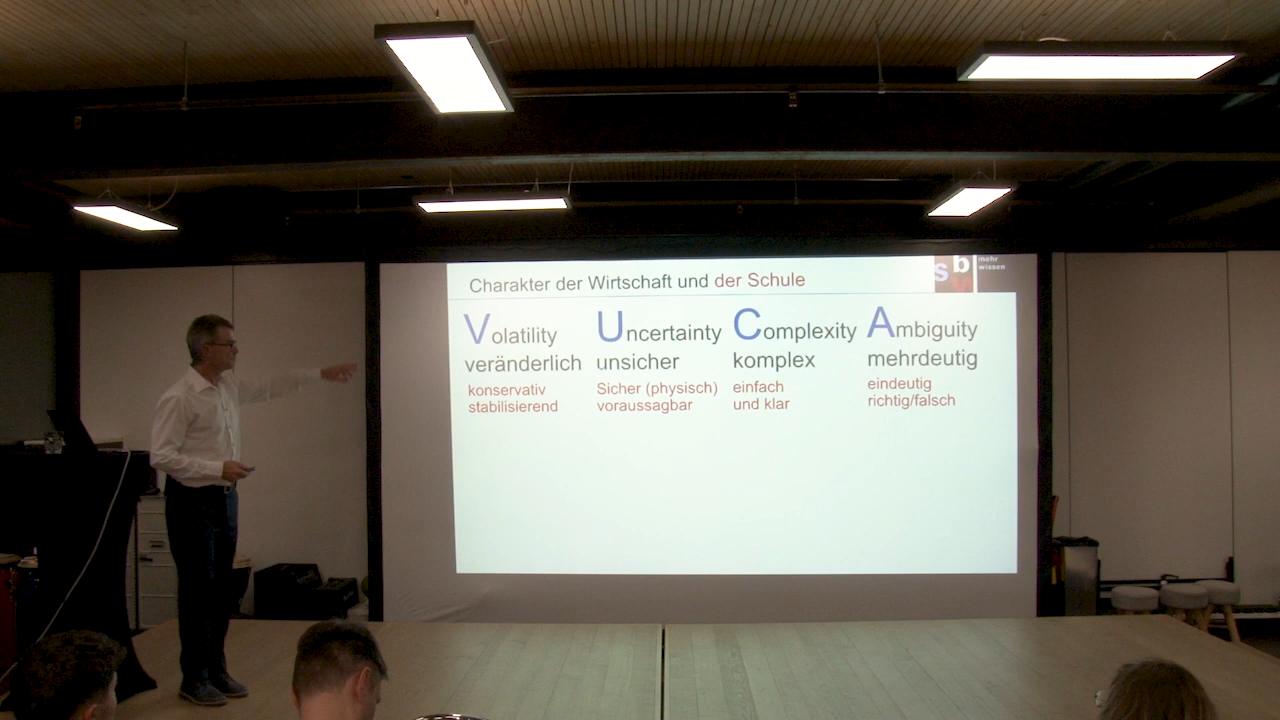 Charakter der Wirtschaft und der Schule
sb mehr
wissen
Volatility Uncertainty Complexity Ambiguity
veränderlich unsicher komplex mehrdeutig
konservativ Sicher (physisch) einfach eindeutig
stabilisierend voraussagbar und klar richtig/falsch